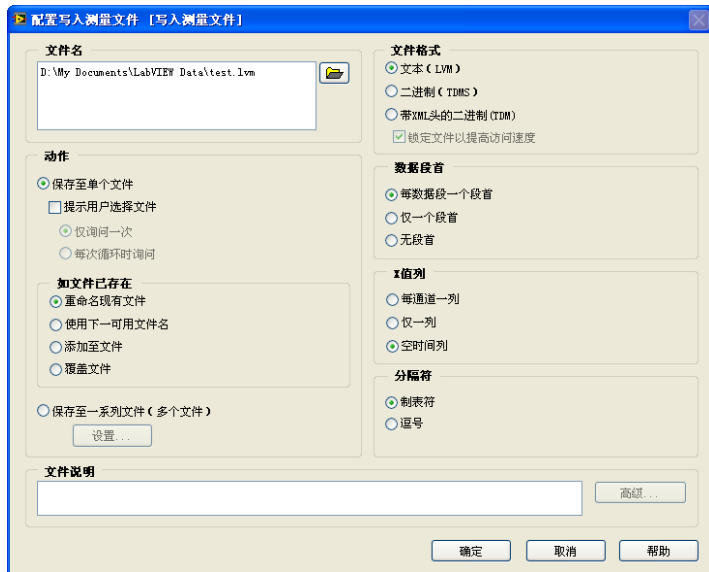 配置写入测量文件 [写入测量文件]
文件名
D:\My Documents\LabVIEW Data\test.lvm
动作
保存至单个文件
提示用户选择文件
仅询问一次
每次循环时询问
如文件已存在
重命名现有文件
使用下一可用文件名
添加至文件
覆盖文件
保存至一系列文件(多个文件)
设置...
文件格式
文本(LVM)
二进制(TDMS)
带XML头的二进制(TDM)
锁定文件以提高访问速度
数据段首
每数据段一个段首
仅一个段首
无段首
X值列
每通道一列
仅一列
空时间列
分隔符
制表符
逗号
文件说明
高级...
确定
取消
帮助